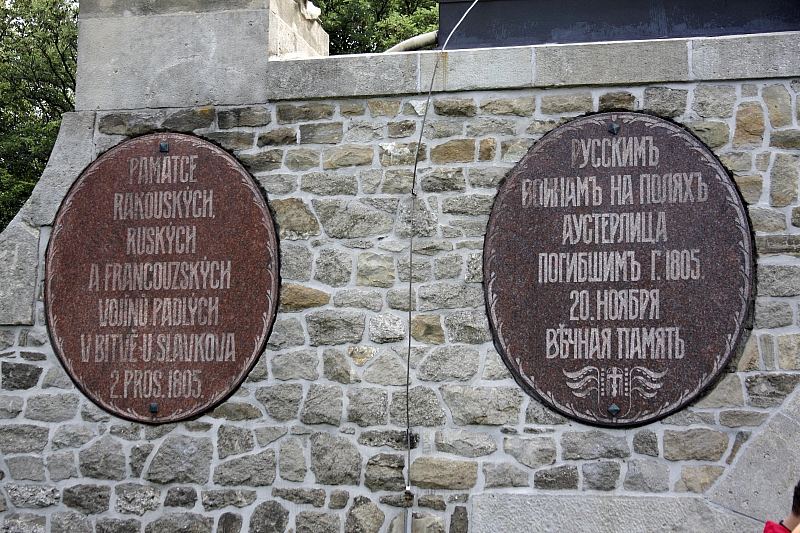 PAMÁTCE
RAKOUSKÝCH,
RUSKÝCH
A FRANCOUZSKÝCH
VOJÍNŮ, PADLÝCH
V BITVĚ U SLAVKOVA
2. PROS. 1805.
РУССКИМЪ
ВОИНАМЪ НА ПОЛЯХЪ
АУСТЕРЛИЦА
ПОГИБШИМЪ Г. 1805.
20. НОЯБРЯ
ВѢЧНАЯ ПАМЯТЬ